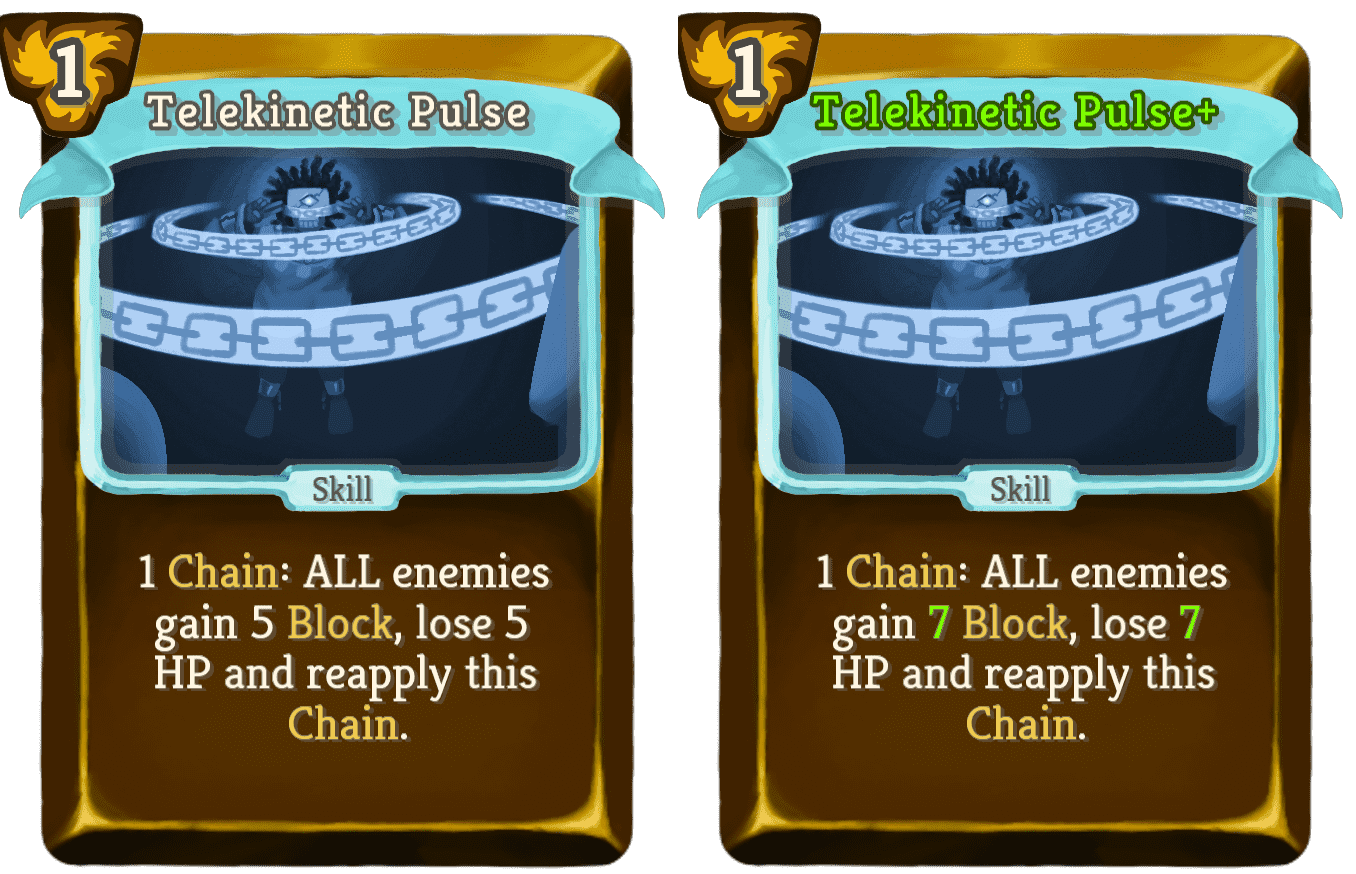 1
Telekinetic Pulse
Skill
1 Chain: ALL enemies
gain 5 Block, lose 5
HP and reapply this
Chain.
1
Telekinetic Pulse+
Skill
1 Chain: ALL enemies
gain 7 Block, lose 7
HP and reapply this
Chain.